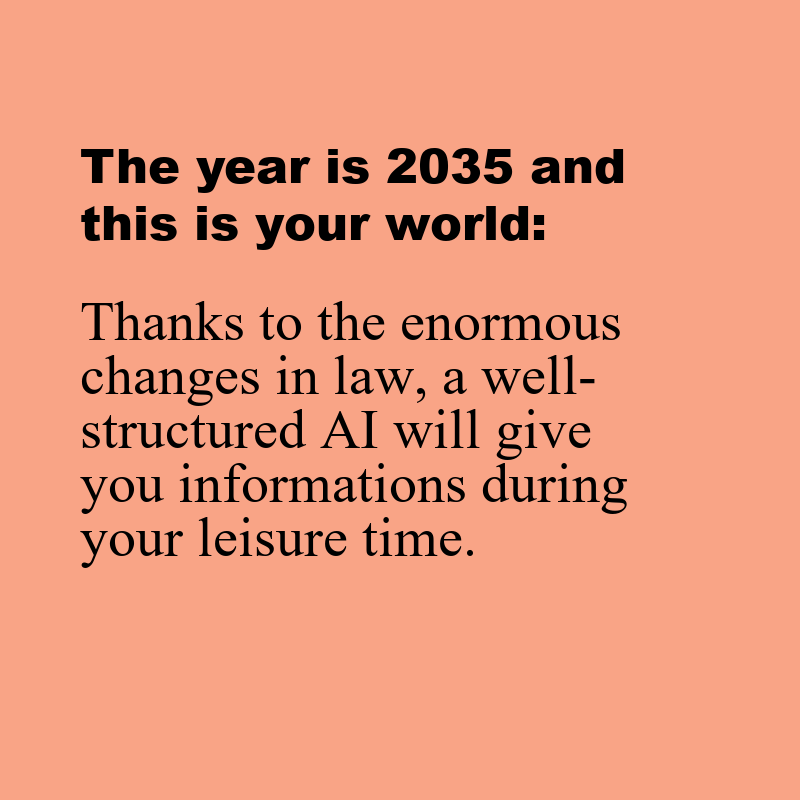 The year is 2035 and
this is your world:
Thanks to the enormous
changes in law, a well-
structured AI will give
you informations during
your leisure time.